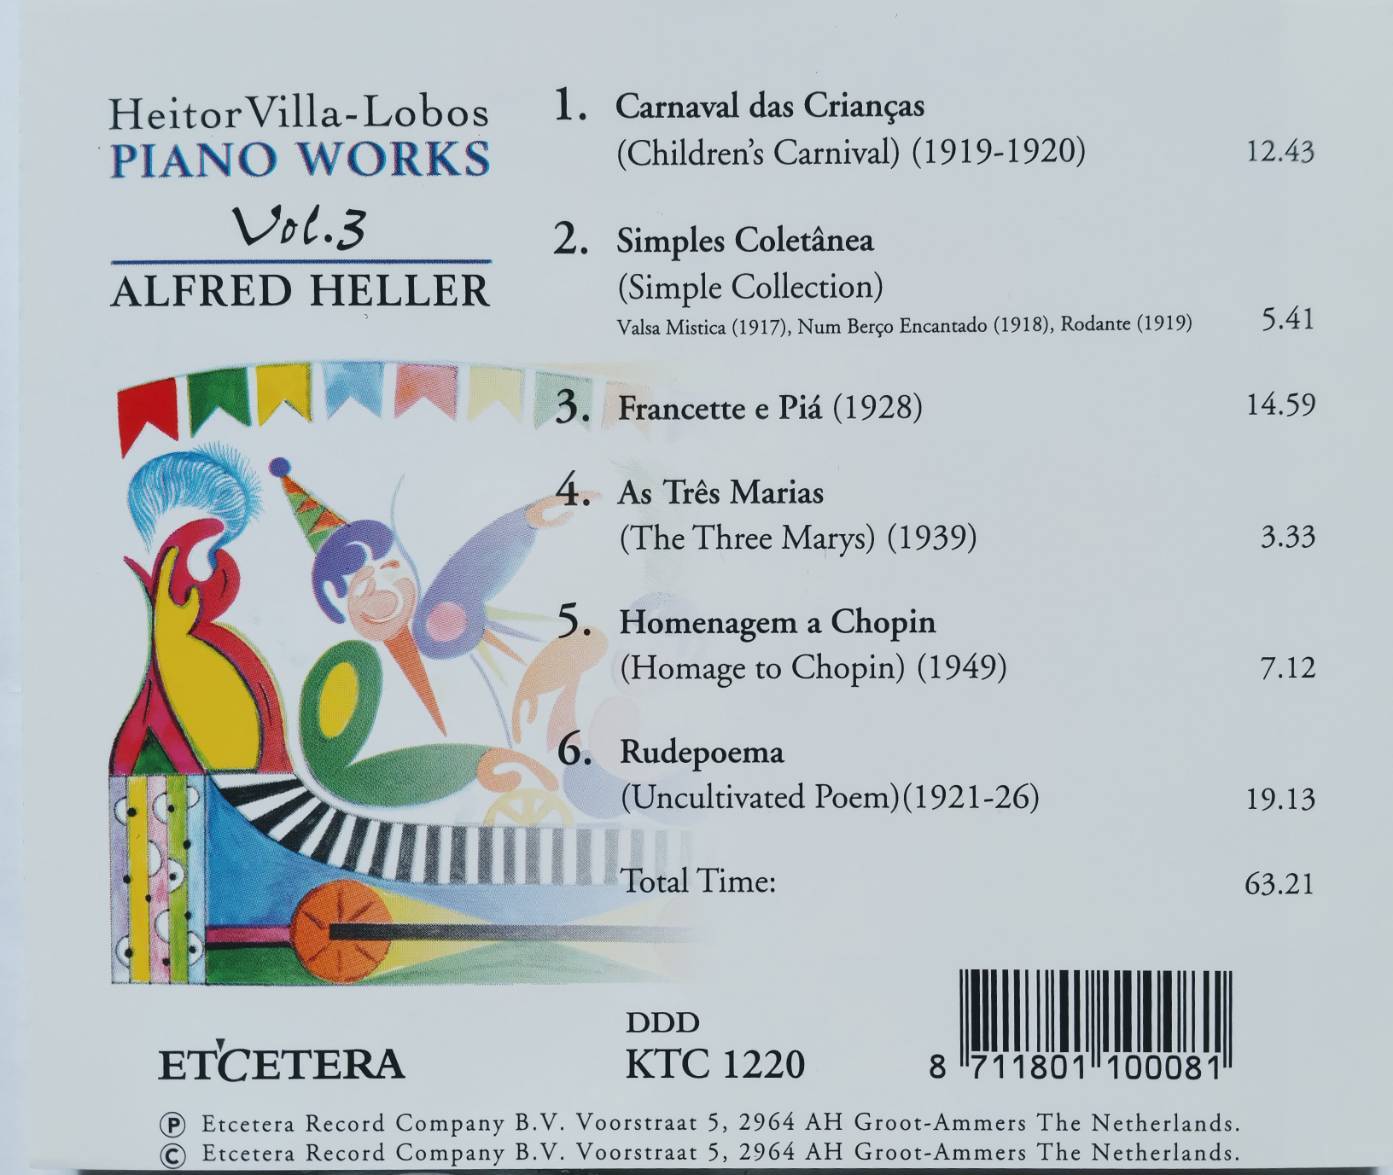 Heitor Villa-Lobos
PIANO WORKS
Vol.3
ALFRED HELLER
1. Carnaval das Crianças
(Children's Carnival) (1919-1920) 12.43
2. Simples Coletânea
(Simple Collection)
Valsa Mistica (1917), Num Berço Encantado (1918), Rodante (1919) 5.41
3. Francette e Piá (1928) 14.59
4. As Três Marias
(The Three Marys) (1939) 3.33
5. Homenagem a Chopin
(Homage to Chopin) (1949) 7.12
6. Rudepoema
(Uncultivated Poem)(1921-26) 19.13
Total Time: 63.21
ET'CETERA
DDD
KTC 1220
8 711801 100081
Ⓟ Etcetera Record Company B.V. Voorstraat 5, 2964 AH Groot-Ammers The Netherlands.
© Etcetera Record Company B.V. Voorstraat 5, 2964 AH Groot-Ammers The Netherlands.